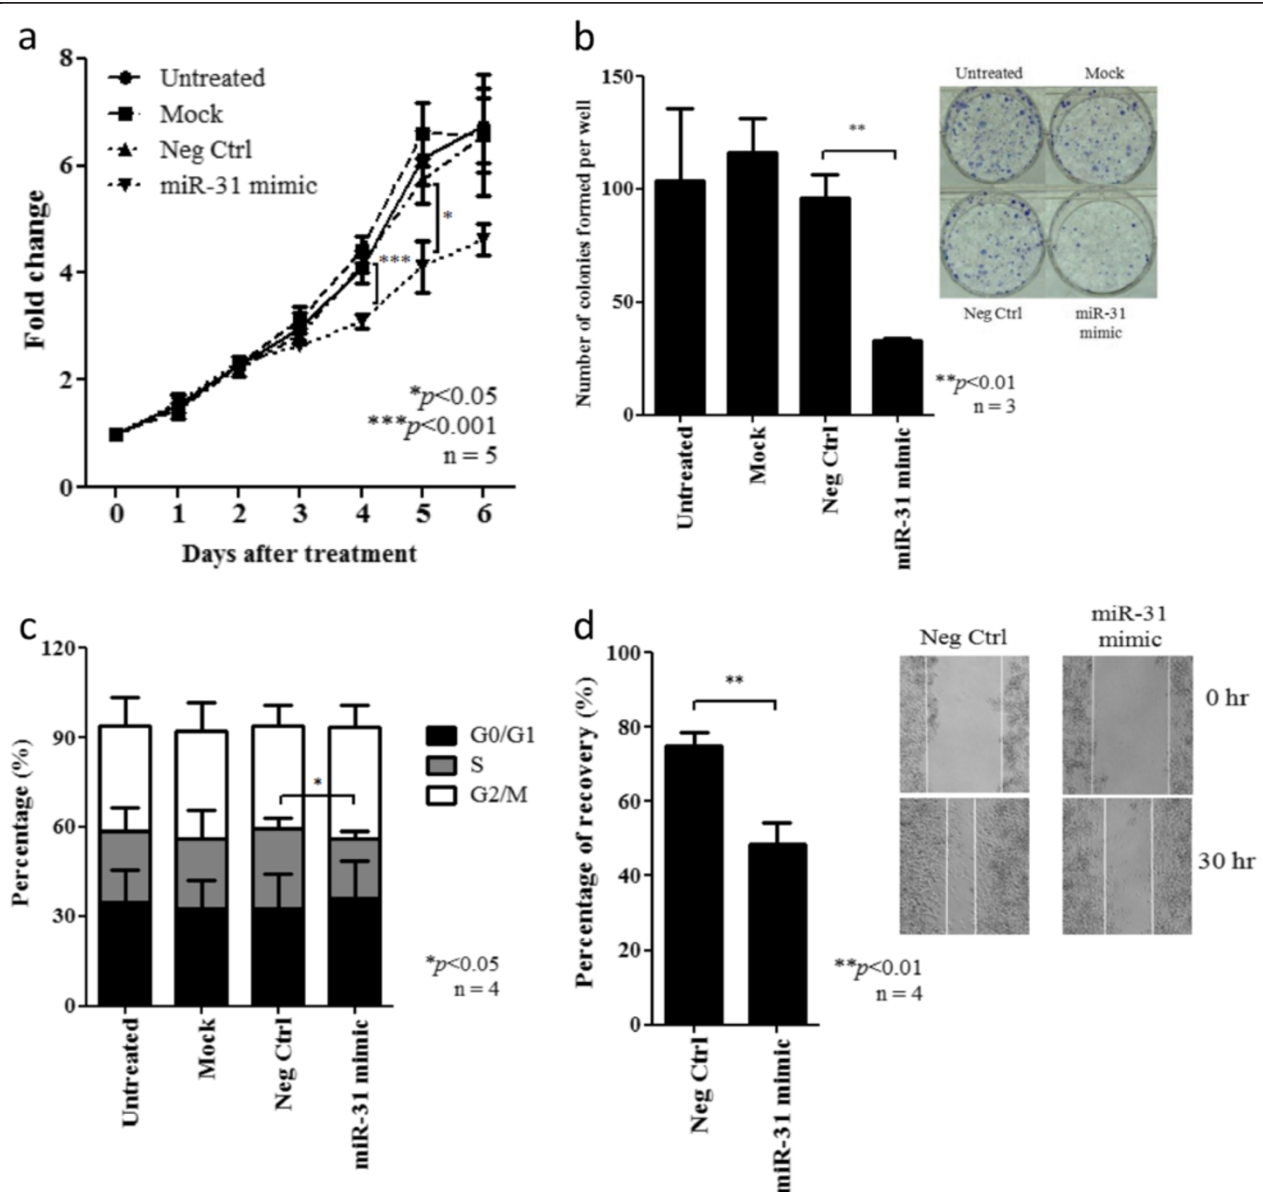 a
8
6
4
2
0
Fold change
Untreated
Mock
Neg Ctrl
miR-31 mimic
***
*
*p<0.05
***p<0.001
n = 5
0 1 2 3 4 5 6
Days after treatment
b
150
100
50
0
Number of colonies formed per well
**
Untreated
Mock
Neg Ctrl
miR-31 mimic
Untreated Mock
Neg Ctrl miR-31
mimic
**p<0.01
n = 3
c
120
90
60
30
0
Percentage (%)
*
G0/G1
S
G2/M
*p<0.05
n = 4
Untreated
Mock
Neg Ctrl
miR-31 mimic
d
100
80
60
40
20
0
Percentage of recovery (%)
**
Neg Ctrl
miR-31 mimic
**p<0.01
n = 4
Neg Ctrl
miR-31
mimic
0 hr
30 hr